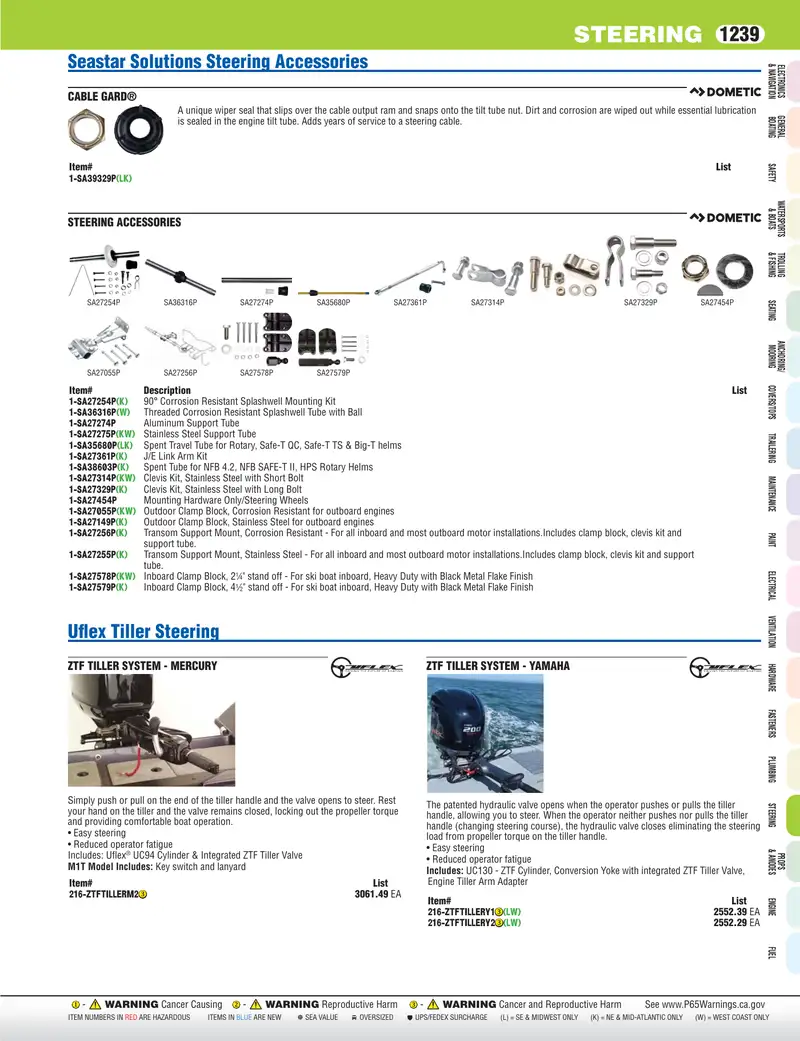 STEERING 1239
Seastar Solutions Steering Accessories
CABLE GARD®
DOMETIC
A unique wiper seal that slips over the cable output ram and snaps onto the tilt tube nut. Dirt and corrosion are wiped out while essential lubrication
is sealed in the engine tilt tube. Adds years of service to a steering cable.
Item# List
1-SA39329P(LK)
STEERING ACCESSORIES
DOMETIC
SA27254P SA36316P SA27274P SA35680P SA27361P SA27314P SA27329P SA27454P
SA27055P SA27256P SA27578P SA27579P
Item# Description List
1-SA27254P(K) 90° Corrosion Resistant Splashwell Mounting Kit
1-SA36316P(W) Threaded Corrosion Resistant Splashwell Tube with Ball
1-SA27274P Aluminum Support Tube
1-SA27275P(KW) Stainless Steel Support Tube
1-SA35680P(LK) Spent Travel Tube for Rotary, Safe-T QC, Safe-T TS & Big-T helms
1-SA27361P(K) J/E Link Arm Kit
1-SA38603P(K) Spent Tube for NFB 4.2, NFB SAFE-T II, HPS Rotary Helms
1-SA27314P(KW) Clevis Kit, Stainless Steel with Short Bolt
1-SA27329P(K) Clevis Kit, Stainless Steel with Long Bolt
1-SA27454P Mounting Hardware Only/Steering Wheels
1-SA27055P(KW) Outdoor Clamp Block, Corrosion Resistant for outboard engines
1-SA27149P(K) Outdoor Clamp Block, Stainless Steel for outboard engines
1-SA27256P(K) Transom Support Mount, Corrosion Resistant - For all inboard and most outboard motor installations.Includes clamp block, clevis kit and
support tube.
1-SA27255P(K) Transom Support Mount, Stainless Steel - For all inboard and most outboard motor installations.Includes clamp block, clevis kit and support
tube.
1-SA27578P(KW) Inboard Clamp Block, 2¼" stand off - For ski boat inboard, Heavy Duty with Black Metal Flake Finish
1-SA27579P(K) Inboard Clamp Block, 4½" stand off - For ski boat inboard, Heavy Duty with Black Metal Flake Finish
Uflex Tiller Steering
ZTF TILLER SYSTEM - MERCURY
UFLEX
Simply push or pull on the end of the tiller handle and the valve opens to steer. Rest
your hand on the tiller and the valve remains closed, locking out the propeller torque
and providing comfortable boat operation.
• Easy steering
• Reduced operator fatigue
Includes: Uflex® UC94 Cylinder & Integrated ZTF Tiller Valve
M1T Model Includes: Key switch and lanyard
Item# List
216-ZTFTILLERM2③ 3061.49 EA
ZTF TILLER SYSTEM - YAMAHA
UFLEX
200
The patented hydraulic valve opens when the operator pushes or pulls the tiller
handle, allowing you to steer. When the operator neither pushes nor pulls the tiller
handle (changing steering course), the hydraulic valve closes eliminating the steering
load from propeller torque on the tiller handle.
• Easy steering
• Reduced operator fatigue
Includes: UC130 - ZTF Cylinder, Conversion Yoke with integrated ZTF Tiller Valve,
Engine Tiller Arm Adapter
Item# List
216-ZTFTILLERY1③(LW) 2552.39 EA
216-ZTFTILLERY2③(LW) 2552.29 EA
ELECTRONICS
& NAVIGATION
GENERAL
BOATING
SAFETY
WATERSPORTS
& BOATS
TROLLING
& FISHING
SEATING
ANCHORING/
MOORING
COVERS/TOPS
TRAILERING
MAINTENANCE
PAINT
ELECTRICAL
VENTILATION
HARDWARE
FASTENERS
PLUMBING
STEERING
PROPS
& ANODES
ENGINE
FUEL
① - WARNING Cancer Causing ② - WARNING Reproductive Harm ③ - WARNING Cancer and Reproductive Harm See www.P65Warnings.ca.gov
ITEM NUMBERS IN RED ARE HAZARDOUS ITEMS IN BLUE ARE NEW SEA VALUE OVERSIZED UPS/FEDEX SURCHARGE (L) = SE & MIDWEST ONLY (K) = NE & MID-ATLANTIC ONLY (W) = WEST COAST ONLY